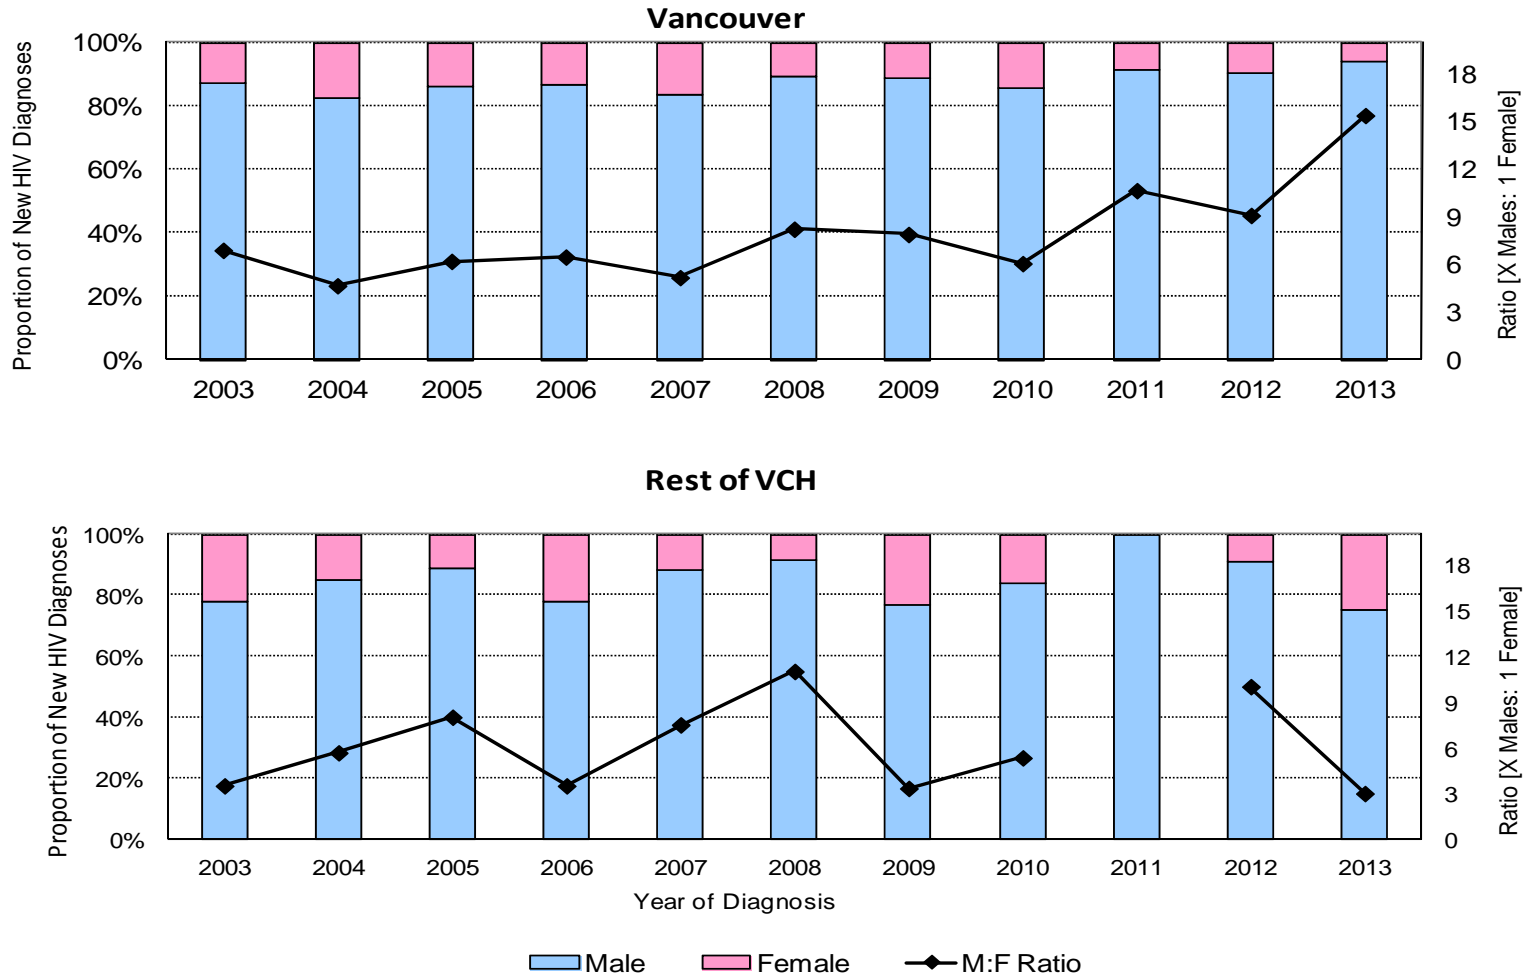 Vancouver
Proportion of New HIV Diagnoses
100%
80%
60%
40%
20%
0%
18
15
12
9
6
3
0
Ratio [X Males: 1 Female]
2003 2004 2005 2006 2007 2008 2009 2010 2011 2012 2013
Rest of VCH
Proportion of New HIV Diagnoses
100%
80%
60%
40%
20%
0%
18
15
12
9
6
3
0
Ratio [X Males: 1 Female]
2003 2004 2005 2006 2007 2008 2009 2010 2011 2012 2013
Year of Diagnosis
Male Female M:F Ratio